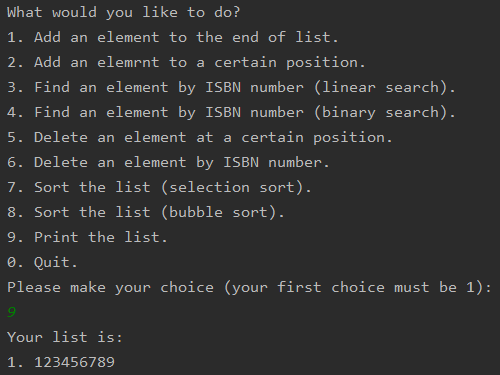 What would you like to do?
1. Add an element to the end of list.
2. Add an elemrnt to a certain position.
3. Find an element by ISBN number (linear search).
4. Find an element by ISBN number (binary search).
5. Delete an element at a certain position.
6. Delete an element by ISBN number.
7. Sort the list (selection sort).
8. Sort the list (bubble sort).
9. Print the list.
0. Quit.
Please make your choice (your first choice must be 1):
9
Your list is:
1. 123456789